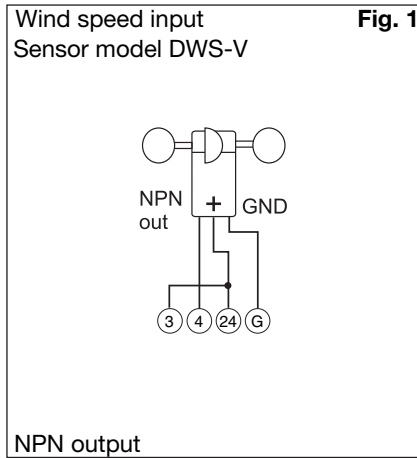 Wind speed input Fig. 1
Sensor model DWS-V
NPN + GND
out
3 4 24 G
NPN output